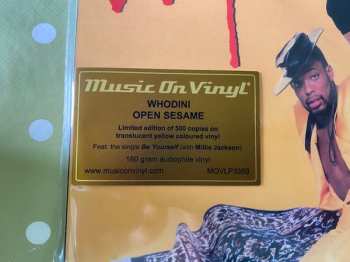 Music On Vinyl®
WHODINI
OPEN SESAME
Limited edition of 500 copies on
translucent yellow coloured vinyl
Feat. the single Be Yourself (with Millie Jackson)
180 gram audiophile vinyl
www.musiconvinyl.com MOVLP3369